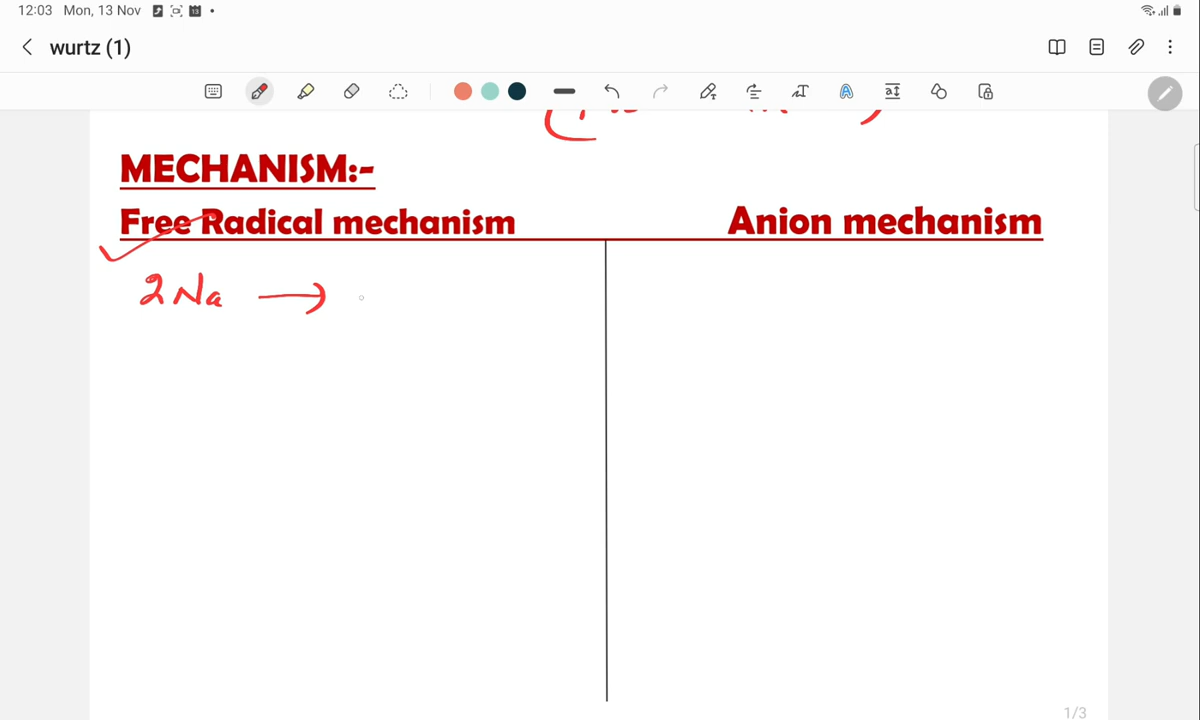 12:03 Mon, 13 Nov
wurtz (1)
MECHANISM:-
Free Radical mechanism
Anion mechanism
2Na →
1/3